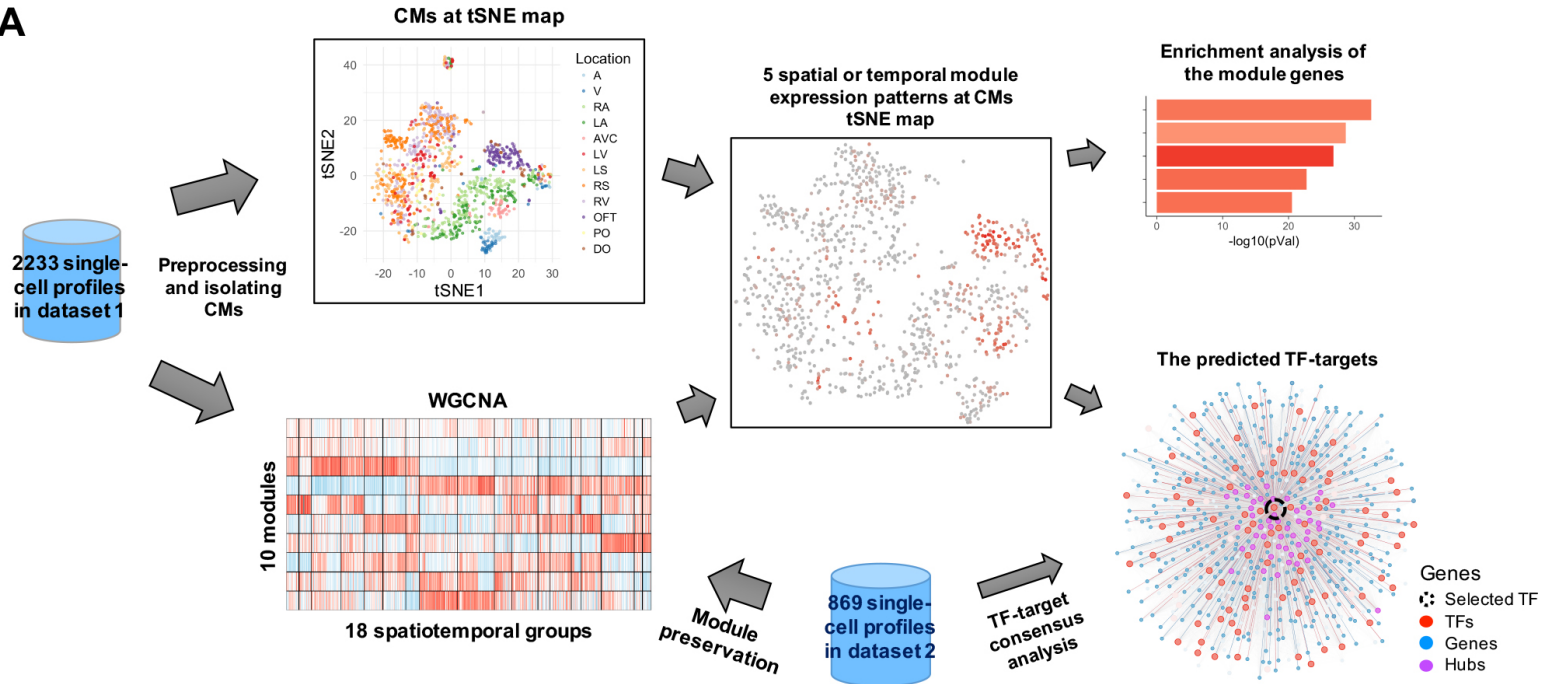 A
CMs at tSNE map
40
20
0
-20
tSNE2
-20 -10 0 10 20 30
tSNE1
Location
A
V
RA
LA
AVC
LV
LS
RS
RV
OFT
PO
DO
2233 single-
cell profiles
in dataset 1
Preprocessing
and isolating
CMs
WGCNA
10 modules
18 spatiotemporal groups
5 spatial or temporal module
expression patterns at CMs
tSNE map
Enrichment analysis of
the module genes
0 10 20 30
-log10(pVal)
Module
preservation
869 single-
cell profiles
in dataset 2
TF-target
consensus
analysis
The predicted TF-targets
Genes
Selected TF
TFs
Genes
Hubs